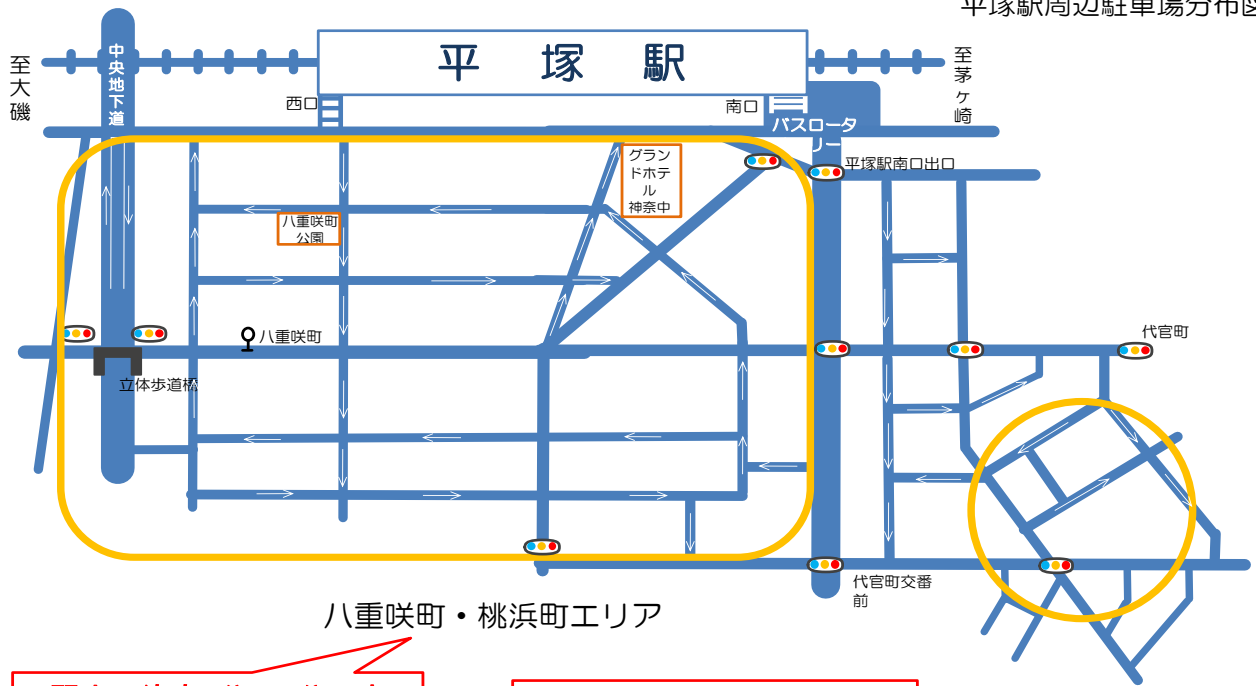 平塚駅周辺駐車場分布図
平塚駅
至大磯
中央地下道
西口
南口
バスロータ
リー
至茅ヶ崎
平塚駅南口出口
グラン
ドホテ
ル
神奈中
八重咲町
公園
八重咲町
代官町
立体歩道橋
代官町交番
前
八重咲町・桃浜町エリア